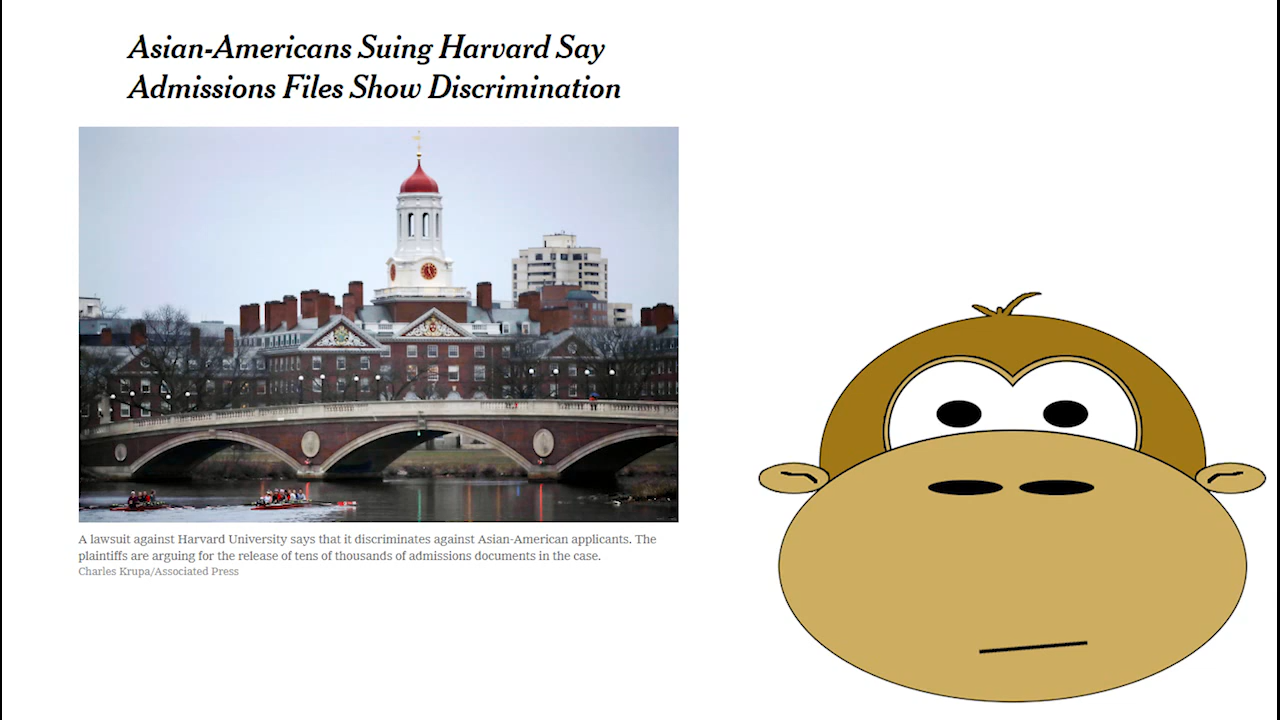 Asian-Americans Suing Harvard Say
Admissions Files Show Discrimination
A lawsuit against Harvard University says that it discriminates against Asian-American applicants. The
plaintiffs are arguing for the release of tens of thousands of admissions documents in the case.
Charles Krupa/Associated Press